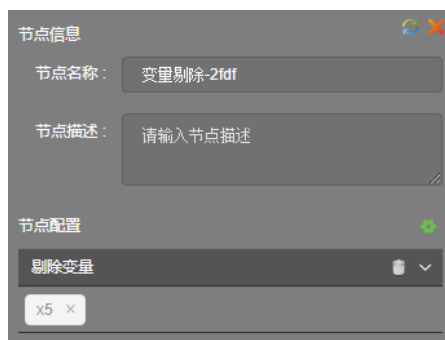 节点信息
节点名称 : 变量剔除-2fdf
节点描述 : 请输入节点描述
节点配置
剔除变量
x5 ×